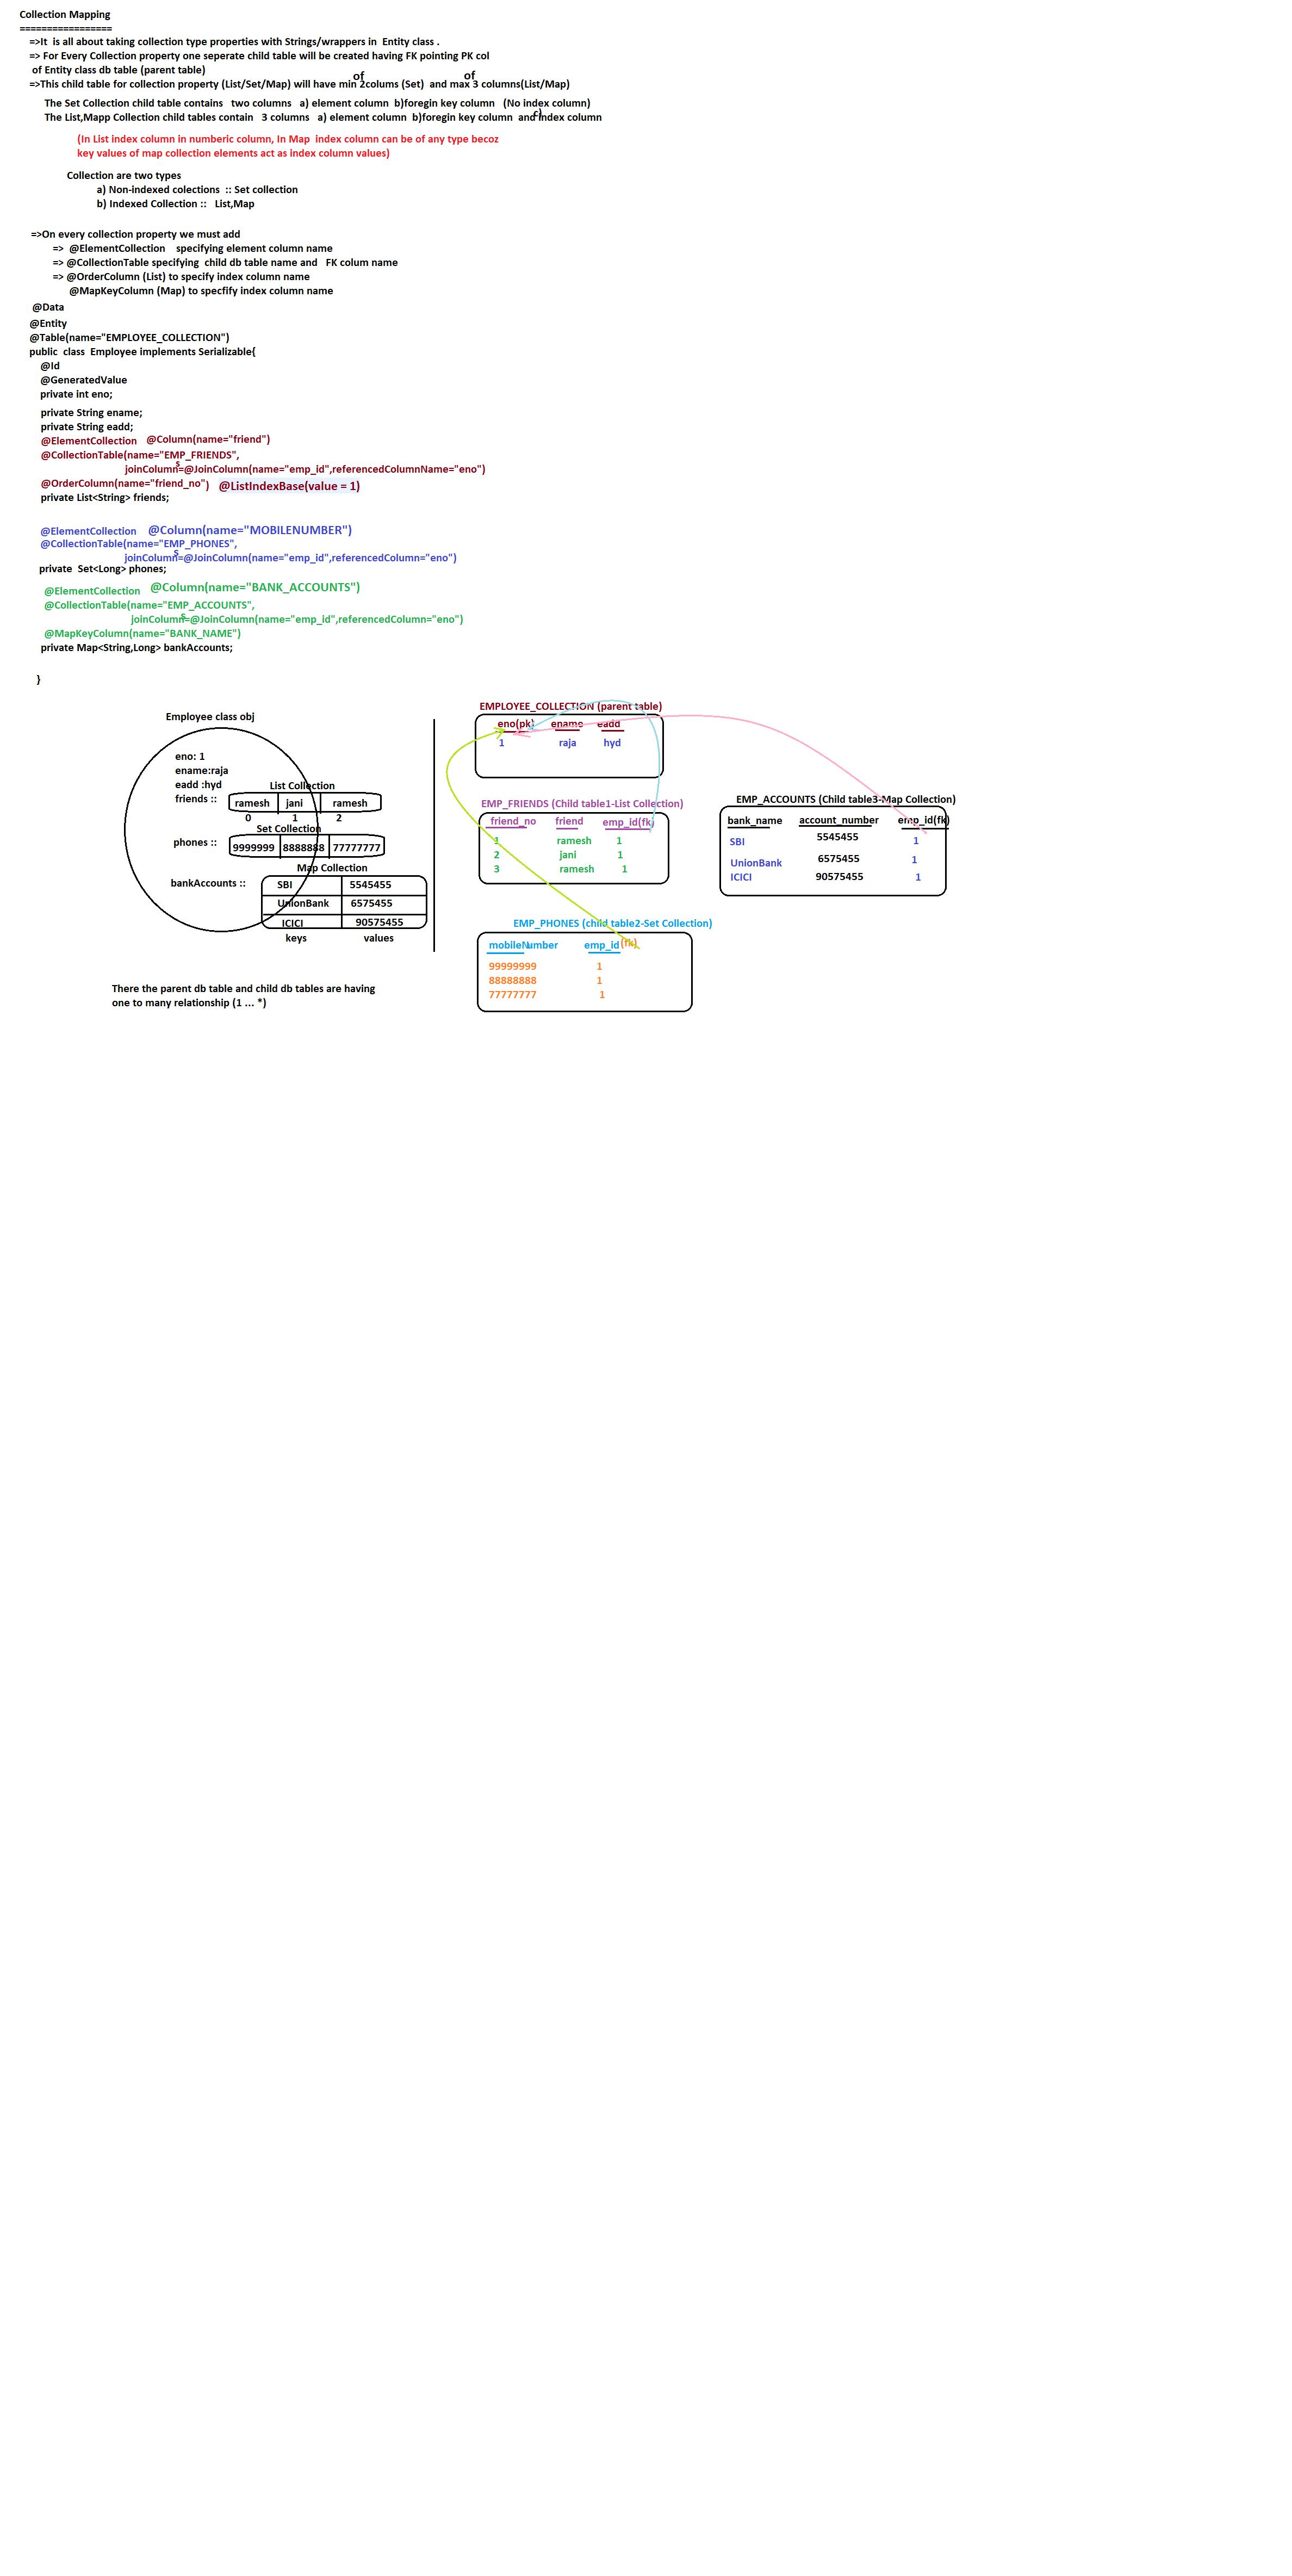 Collection Mapping
=================
=>It  is all about taking collection type properties with Strings/wrappers in  Entity class .
=> For Every Collection property one seperate child table will be created having FK pointing PK col
of Entity class db table (parent table)
of of
=>This child table for collection property (List/Set/Map) will have min 2colums (Set)  and max 3 columns(List/Map)
The Set Collection child table contains   two columns   a) element column  b)foregin key column   (No index column)
c)
The List,Mapp Collection child tables contain   3 columns   a) element column  b)foregin key column  and index column
(In List index column in numberic column, In Map  index column can be of any type becoz
key values of map collection elements act as index column values)
Collection are two types
a) Non-indexed colections  :: Set collection
b) Indexed Collection ::   List,Map
=>On every collection property we must add
=>  @ElementCollection    specifying element column name
=> @CollectionTable specifying  child db table name and   FK colum name
=> @OrderColumn (List) to specify index column name
@MapKeyColumn (Map) to specfify index column name
@Data
@Entity
@Table(name="EMPLOYEE_COLLECTION")
public  class  Employee implements Serializable{
@Id
@GeneratedValue
private int eno;
private String ename;
private String eadd;
@ElementCollection   @Column(name="friend")
@CollectionTable(name="EMP_FRIENDS",
s
joinColumn=@JoinColumn(name="emp_id",referencedColumnName="eno")
@OrderColumn(name="friend_no")   @ListIndexBase(value = 1)
private List<String> friends;
@ElementCollection   @Column(name="MOBILENUMBER")
@CollectionTable(name="EMP_PHONES",
s
joinColumn=@JoinColumn(name="emp_id",referencedColumn="eno")
private  Set<Long> phones;
@ElementCollection   @Column(name="BANK_ACCOUNTS")
@CollectionTable(name="EMP_ACCOUNTS",
s
joinColumn=@JoinColumn(name="emp_id",referencedColumn="eno")
@MapKeyColumn(name="BANK_NAME")
private Map<String,Long> bankAccounts;
}
Employee class obj
eno: 1
ename:raja
eadd :hyd
List Collection
friends :: ramesh jani ramesh
0 1 2
Set Collection
phones :: 9999999 8888888 77777777
Map Collection
bankAccounts :: SBI 5545455
UnionBank 6575455
ICICI 90575455
keys values
EMPLOYEE_COLLECTION (parent table)
eno(pk) ename eadd
1 raja hyd
EMP_FRIENDS (Child table1-List Collection)
friend_no friend emp_id(fk)
1 ramesh 1
2 jani 1
3 ramesh 1
EMP_ACCOUNTS (Child table3-Map Collection)
bank_name account_number emp_id(fk)
SBI 5545455 1
UnionBank 6575455 1
ICICI 90575455 1
EMP_PHONES (child table2-Set Collection)
mobileNumber emp_id (fk)
99999999 1
88888888 1
77777777 1
There the parent db table and child db tables are having
one to many relationship (1 ... *)